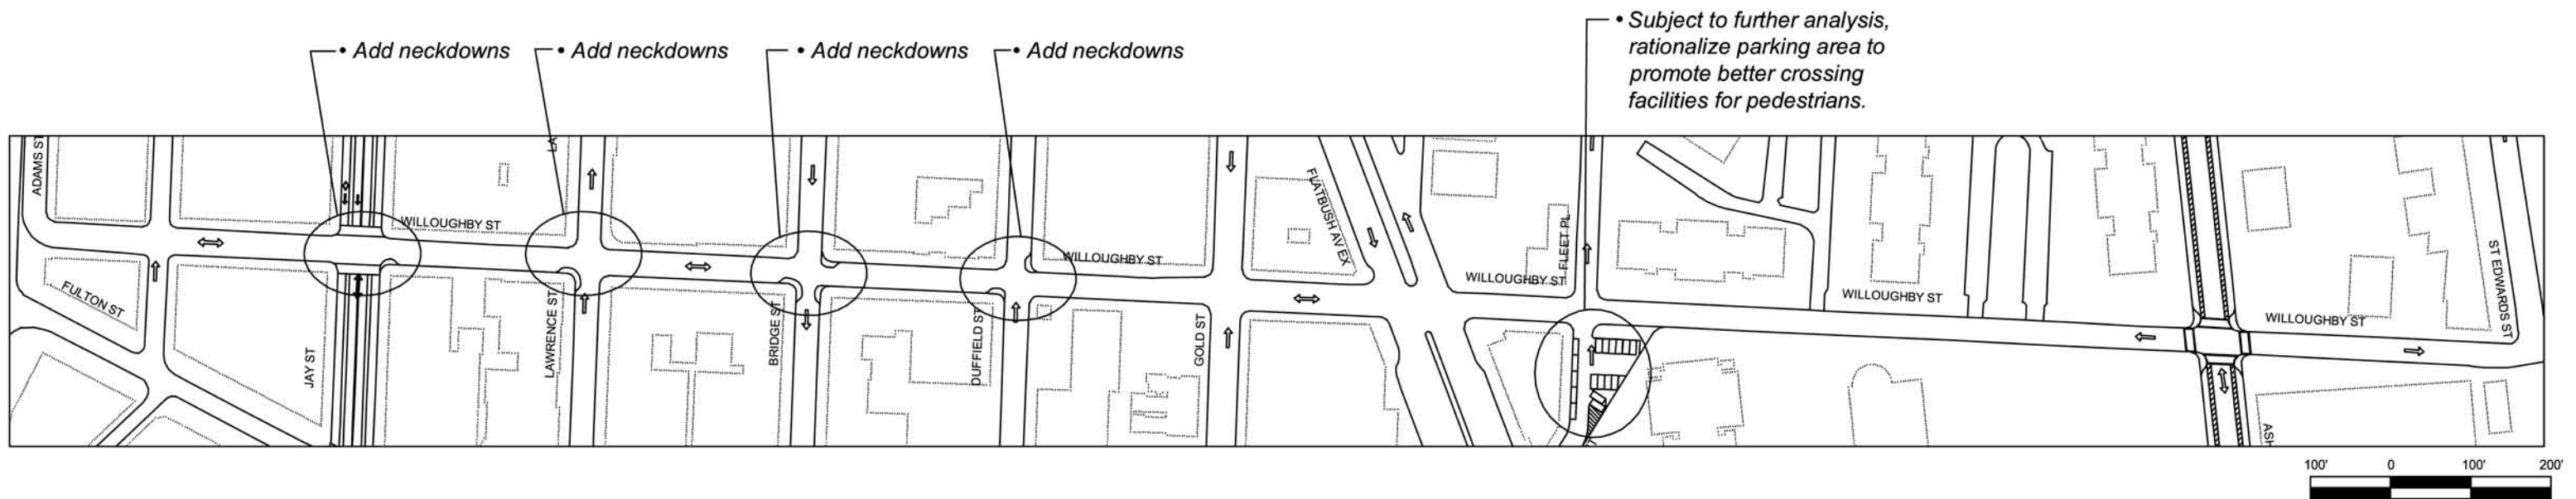 • Add neckdowns
• Add neckdowns
• Add neckdowns
• Add neckdowns
• Subject to further analysis,
rationalize parking area to
promote better crossing
facilities for pedestrians.
ADAMS ST
LA
WILLOUGHBY ST
WILLOUGHBY ST
FLATBUSH AV EX
WILLOUGHBY ST
FLEET PL
WILLOUGHBY ST
WILLOUGHBY ST
ST EDWARDS ST
FULTON ST
JAY ST
LAWRENCE ST
BRIDGE ST
DUFFIELD ST
GOLD ST
ASH
100' 0 100' 200'